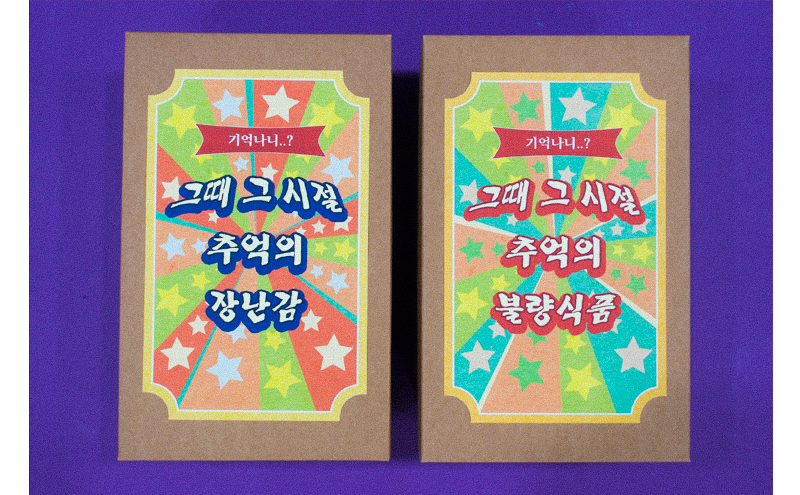 기억나니..?
그때 그 시절
추억의
장난감
기억나니..?
그때 그 시절
추억의
불량식품